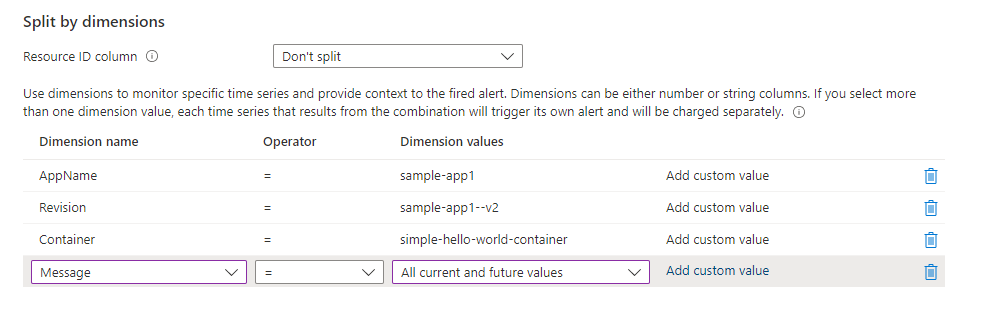 Split by dimensions
Resource ID column
Don't split
Use dimensions to monitor specific time series and provide context to the fired alert. Dimensions can be either number or string columns. If you select more
than one dimension value, each time series that results from the combination will trigger its own alert and will be charged separately.
Dimension name Operator Dimension values
AppName = sample-app1 Add custom value
Revision = sample-app1--v2 Add custom value
Container = simple-hello-world-container Add custom value
Message = All current and future values Add custom value